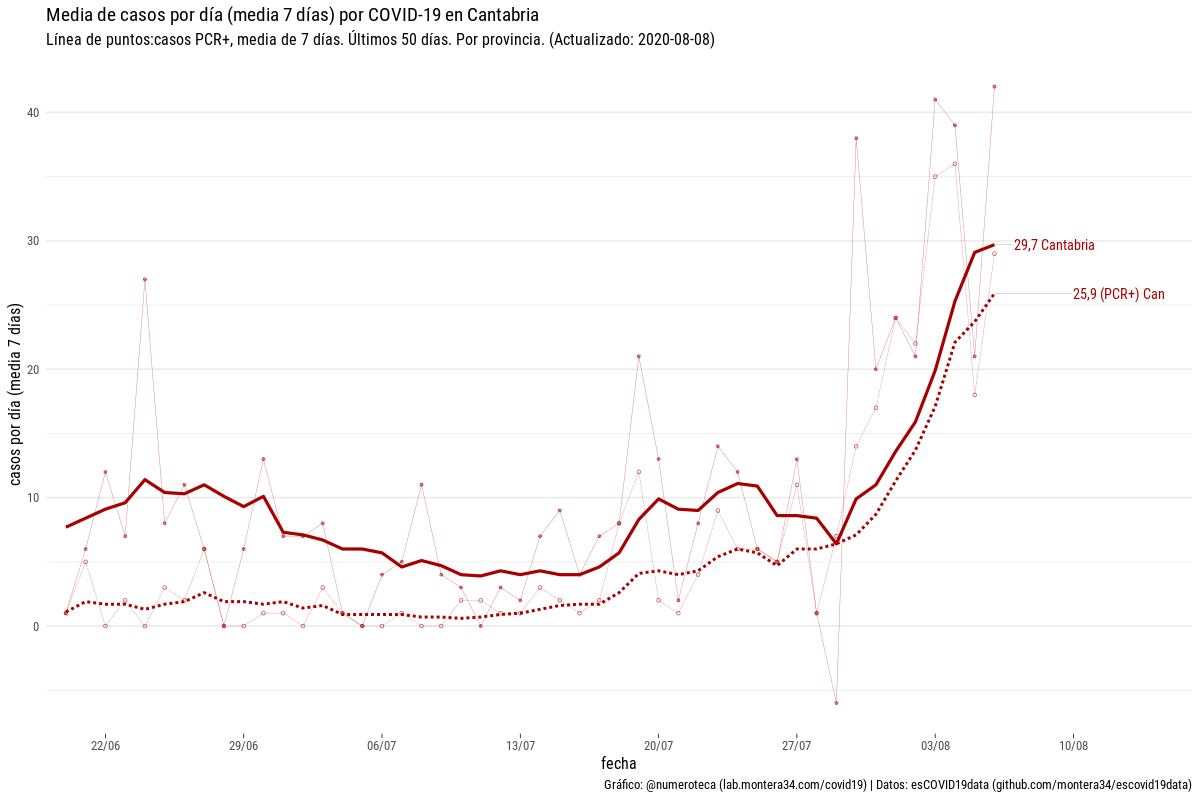 Media de casos por día (media 7 días) por COVID-19 en Cantabria
Línea de puntos:casos PCR+, media de 7 días. Últimos 50 días. Por provincia. (Actualizado: 2020-08-08)
casos por día (media 7 días)
40
30
20
10
0
29,7 Cantabria
25,9 (PCR+) Can
22/06
29/06
06/07
13/07
20/07
27/07
03/08
10/08
fecha
Gráfico: @numeroteca (lab.montera34.com/covid19) | Datos: esCOVID19data (github.com/montera34/escovid19data)